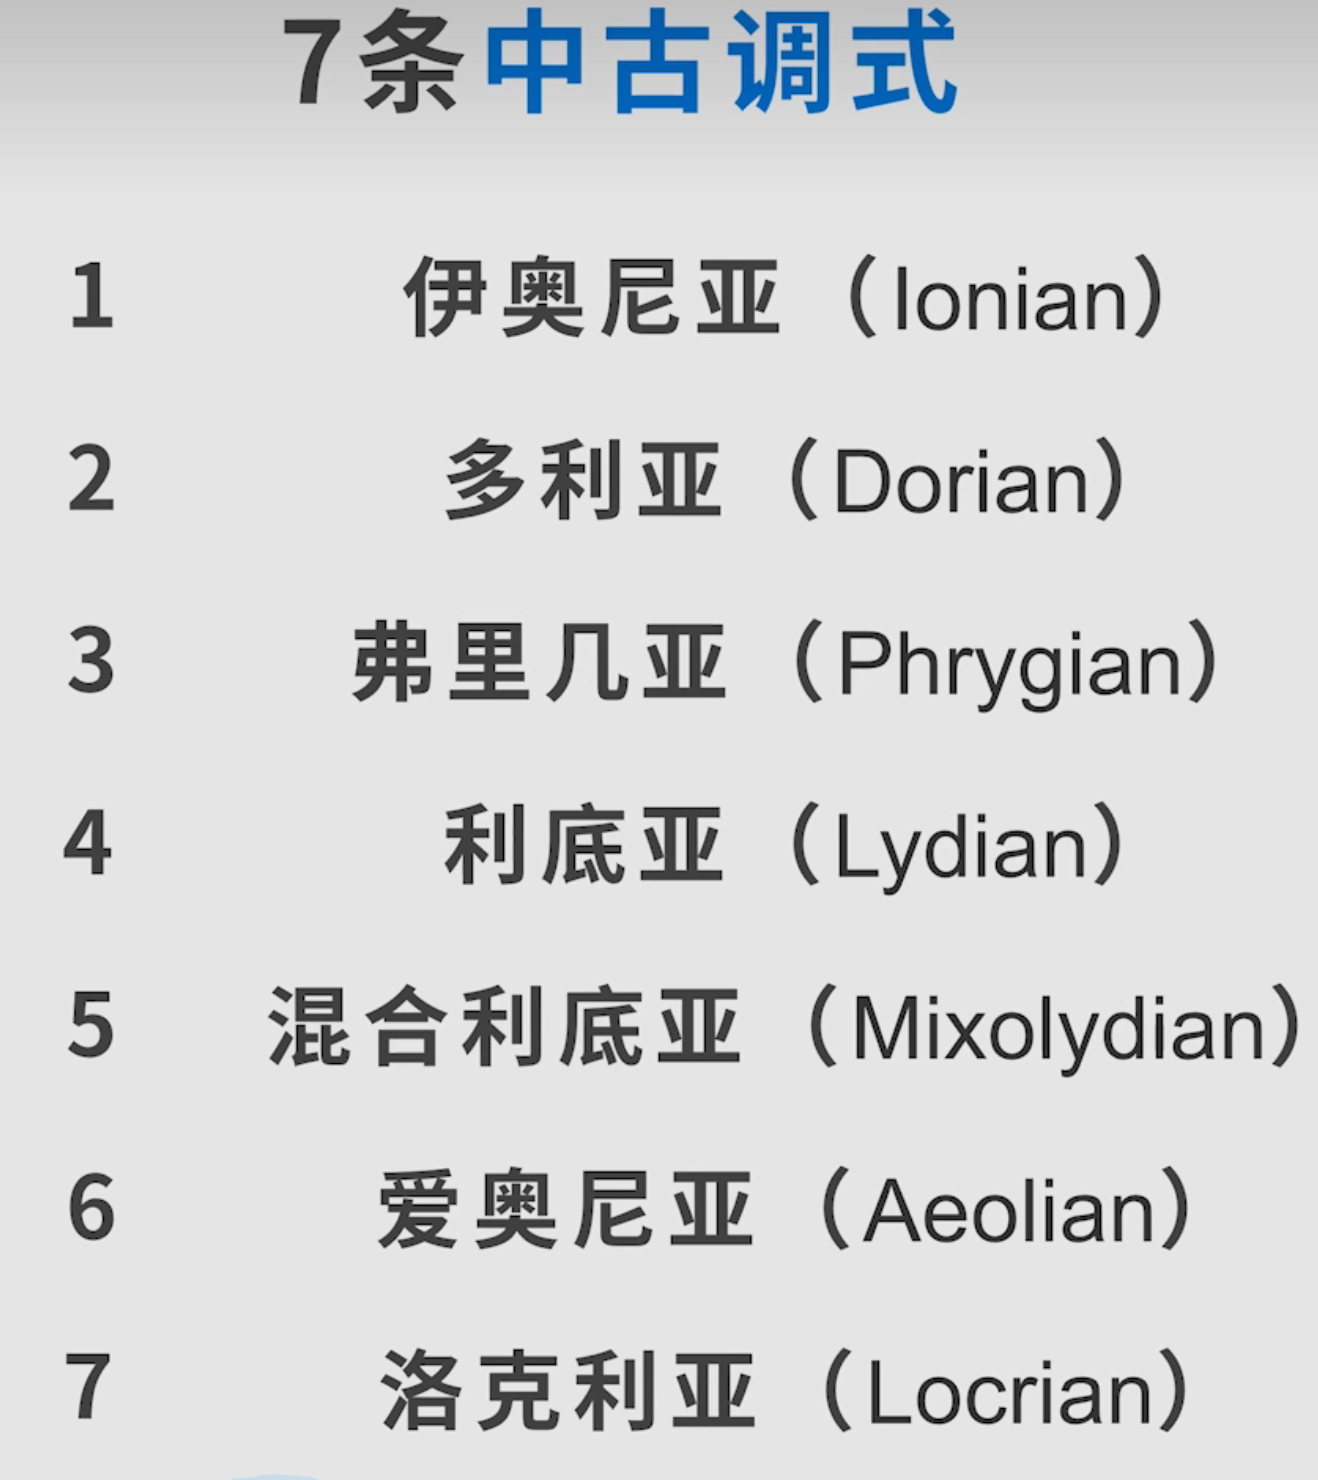 7条中古调式
1 伊奥尼亚（Ionian）
2 多利亚（Dorian）
3 弗里几亚（Phrygian）
4 利底亚（Lydian）
5 混合利底亚（Mixolydian）
6 爱奥尼亚（Aeolian）
7 洛克利亚（Locrian）